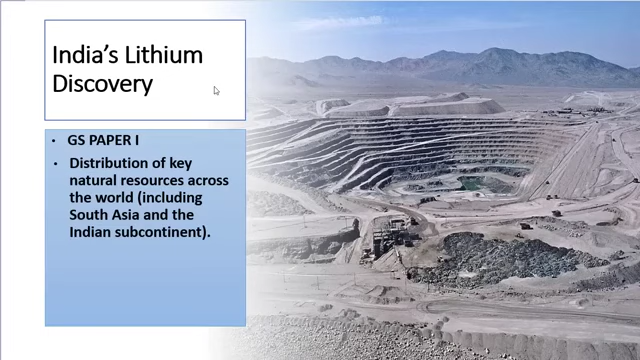 India’s Lithium
Discovery
• GS PAPER I
• Distribution of key
natural resources across
the world (including
South Asia and the
Indian subcontinent).